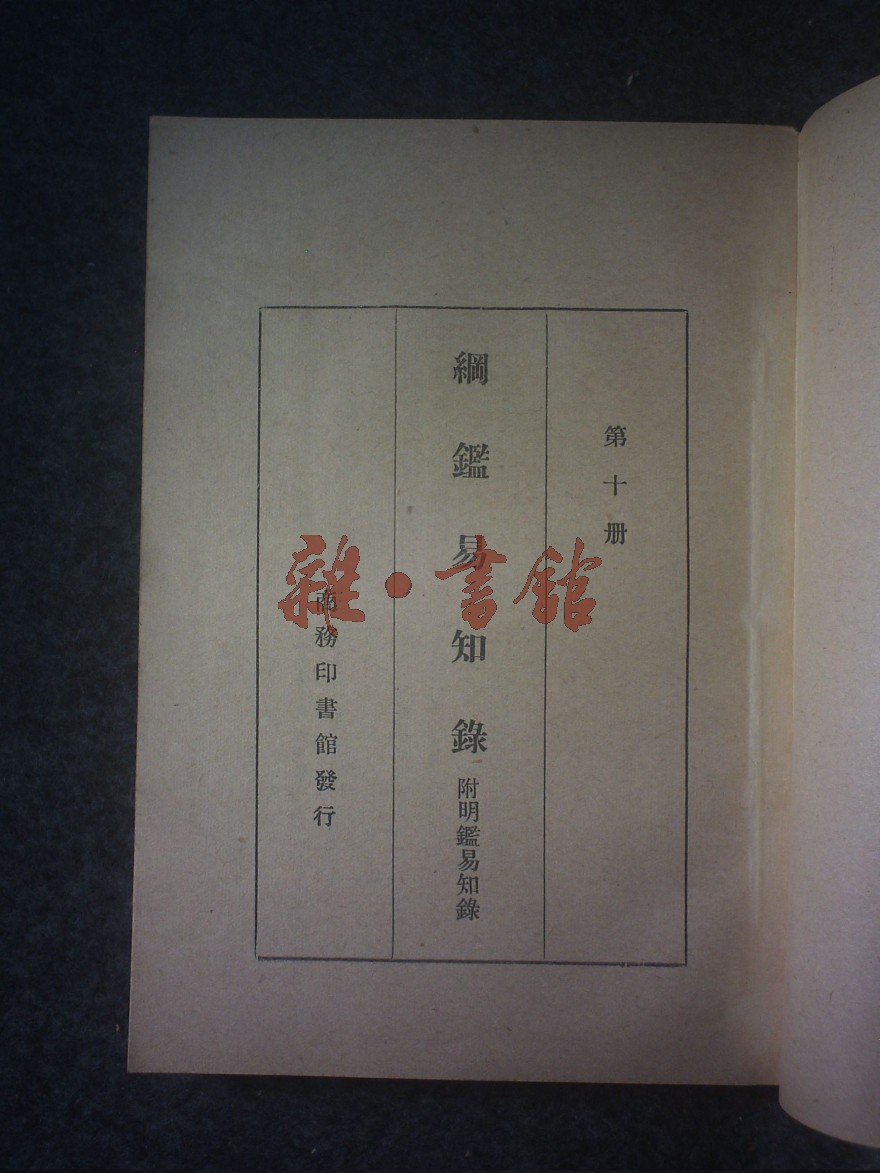 第十册
綱鑑易知錄 附明鑑易知錄
商務印書館發行
雜·書館